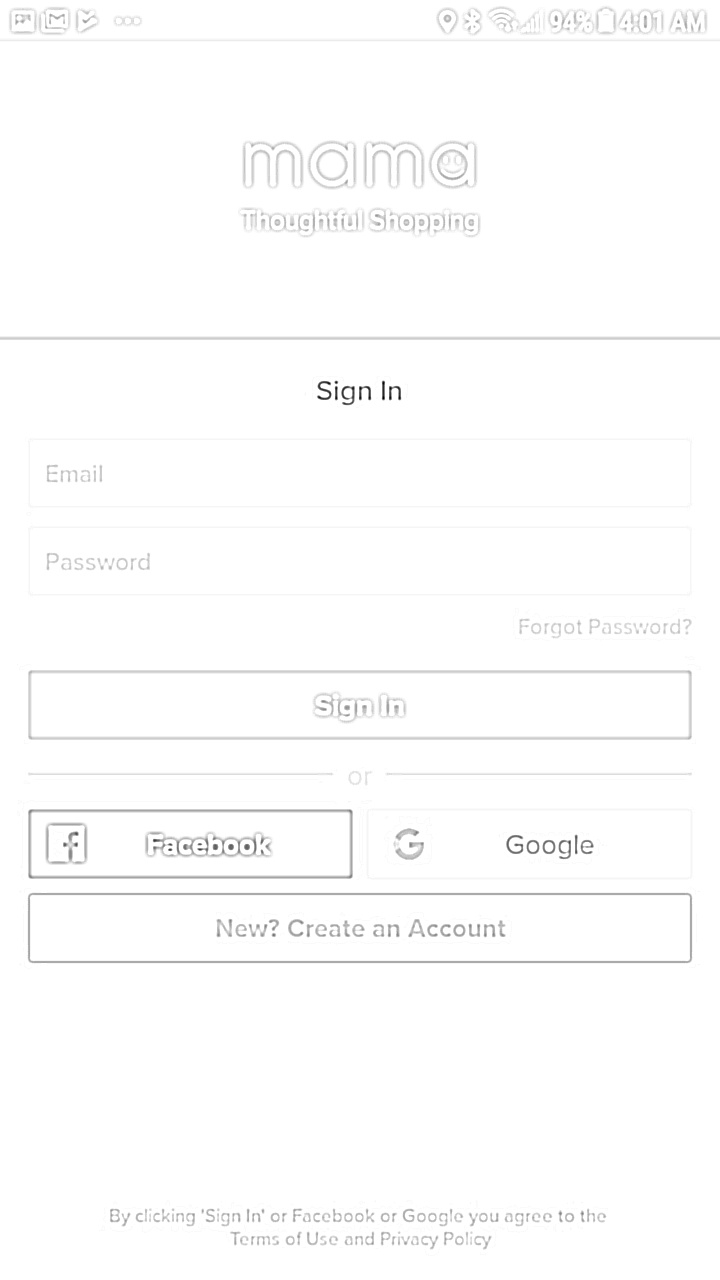 94% 4:01 AM
mama
Thoughtful Shopping
Sign In
Email
Password
Forgot Password?
Sign In
or
Facebook
Google
New? Create an Account
By clicking 'Sign In' or Facebook or Google you agree to the
Terms of Use and Privacy Policy